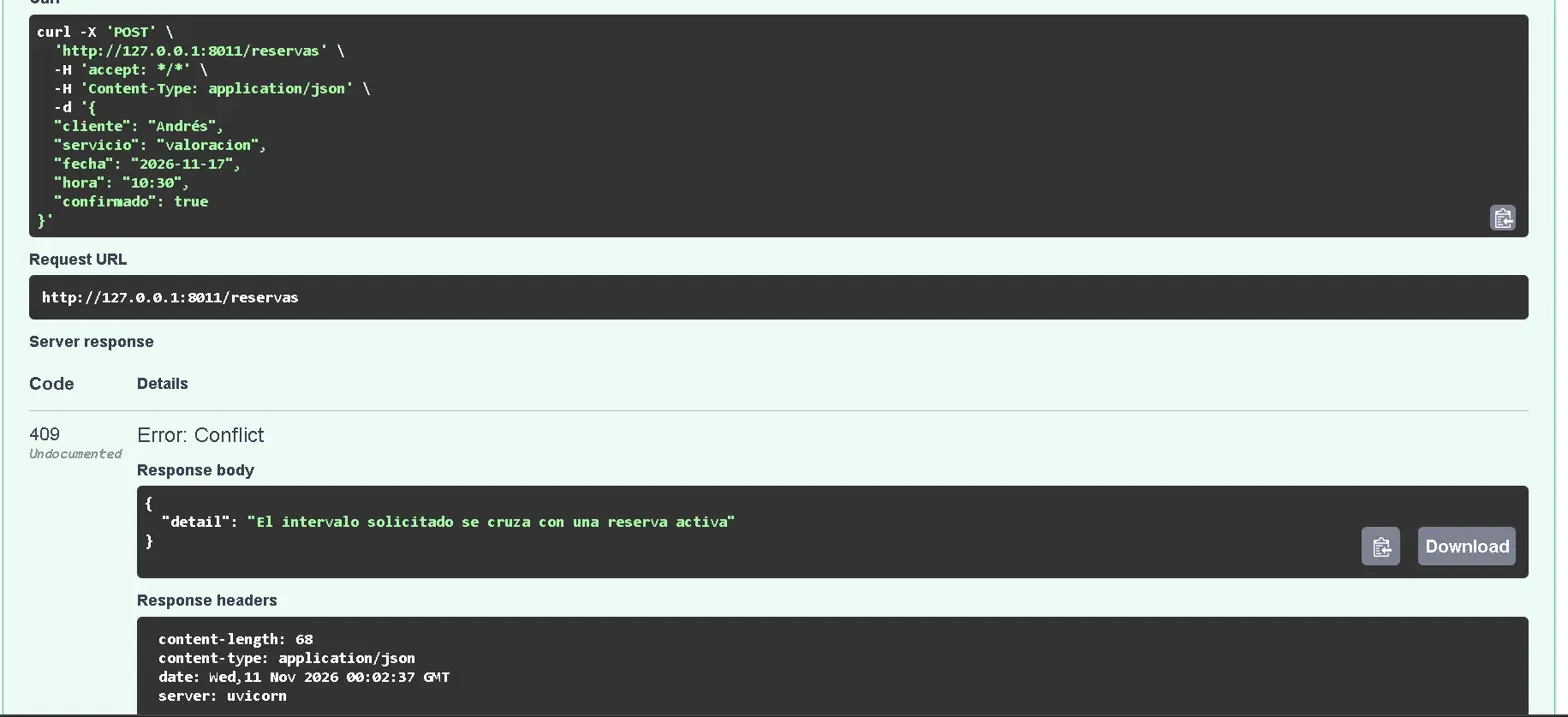 Curl
curl -X 'POST' \
  'http://127.0.0.1:8011/reservas' \
  -H 'accept: */*' \
  -H 'Content-Type: application/json' \
  -d '{
  "cliente": "Andrés",
  "servicio": "valoracion",
  "fecha": "2026-11-17",
  "hora": "10:30",
  "confirmado": true
}'
Request URL
http://127.0.0.1:8011/reservas
Server response
Code Details
409 Error: Conflict
Undocumented
Response body
{
  "detail": "El intervalo solicitado se cruza con una reserva activa"
}
Download
Response headers
content-length: 68
content-type: application/json
date: Wed,11 Nov 2026 00:02:37 GMT
server: uvicorn